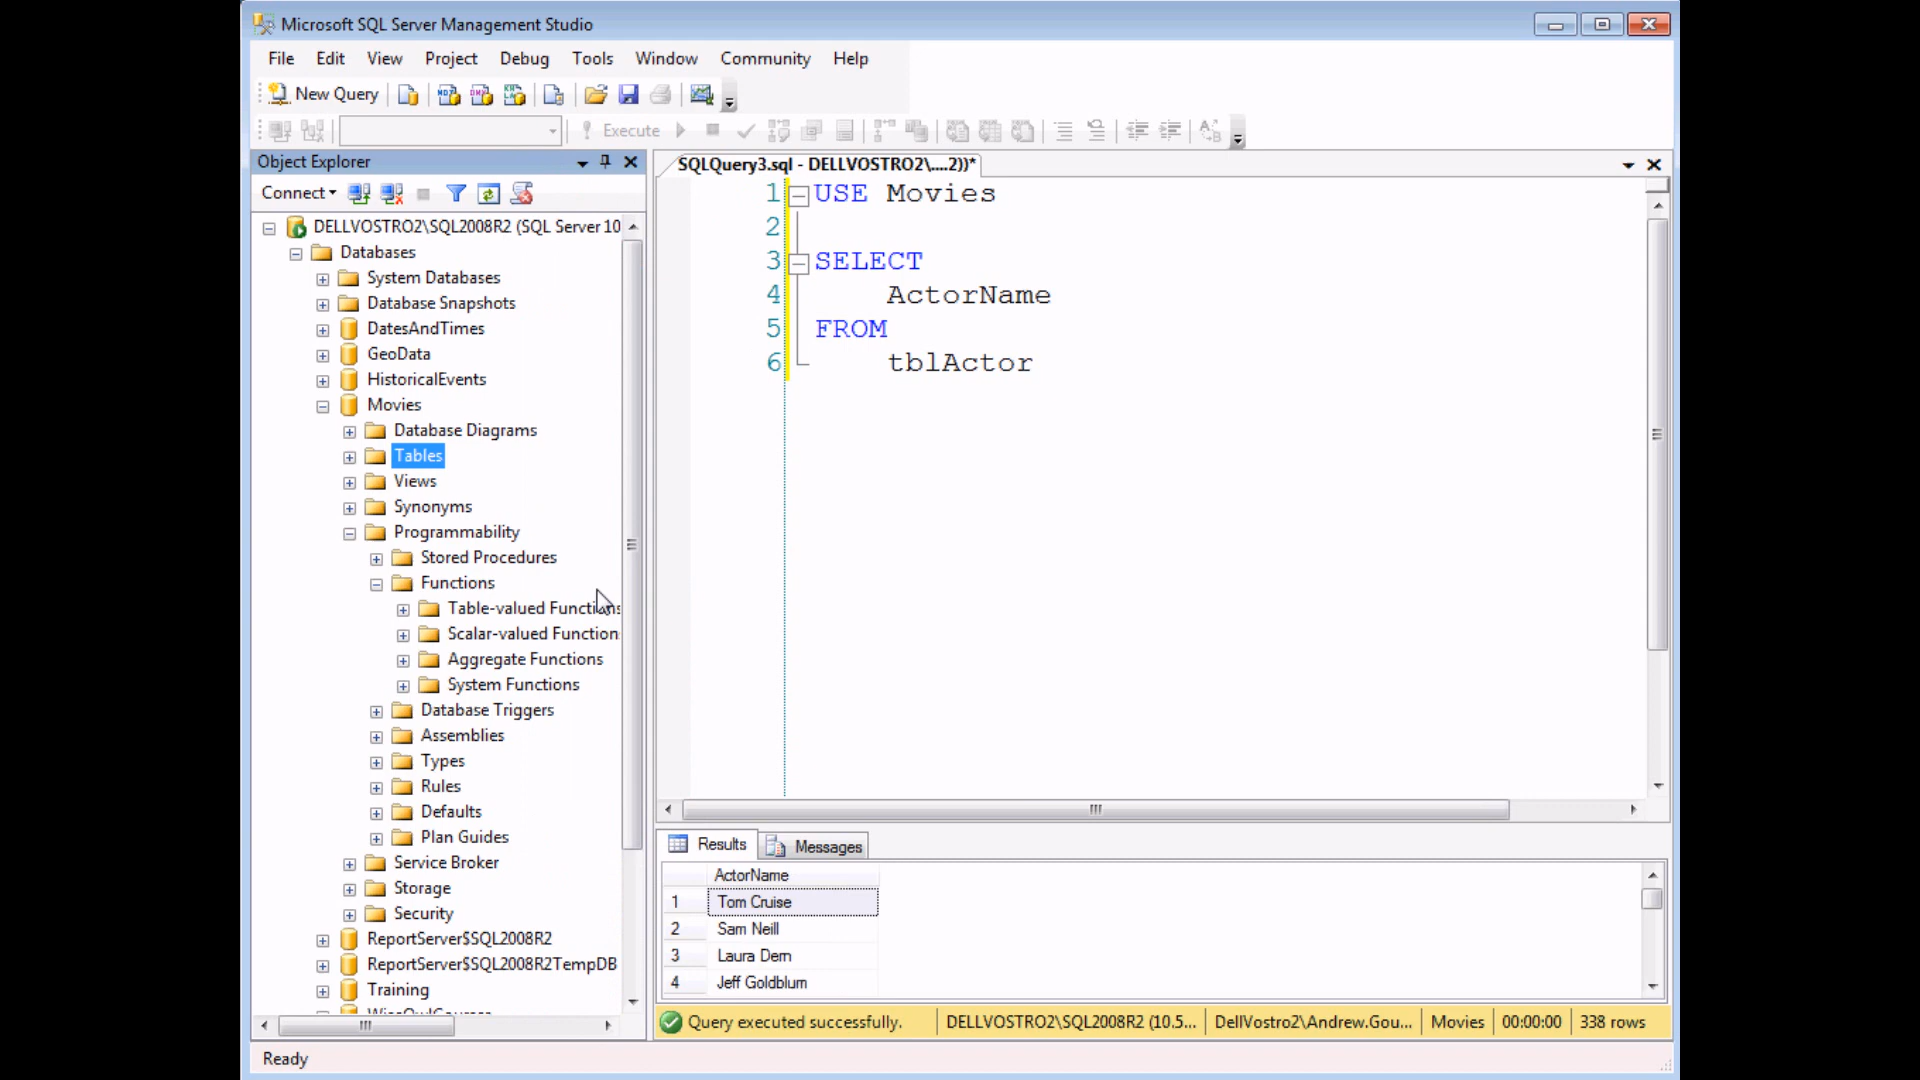 Microsoft SQL Server Management Studio
File Edit View Project Debug Tools Window Community Help
New Query
Execute
Object Explorer
Connect
DELLVOSTRO2\SQL2008R2 (SQL Server 10
Databases
System Databases
Database Snapshots
DatesAndTimes
GeoData
HistoricalEvents
Movies
Database Diagrams
Tables
Views
Synonyms
Programmability
Stored Procedures
Functions
Table-valued Functions
Scalar-valued Function
Aggregate Functions
System Functions
Database Triggers
Assemblies
Types
Rules
Defaults
Plan Guides
Service Broker
Storage
Security
ReportServer$SQL2008R2
ReportServer$SQL2008R2TempDB
Training
SQLQuery3.sql - DELLVOSTRO2\....2))*
1 USE Movies
2
3 SELECT
4 ActorName
5 FROM
6 tblActor
Results Messages
ActorName
1 Tom Cruise
2 Sam Neill
3 Laura Dern
4 Jeff Goldblum
Query executed successfully. DELLVOSTRO2\SQL2008R2 (10.5... DellVostro2\Andrew.Gou... Movies 00:00:00 338 rows
Ready